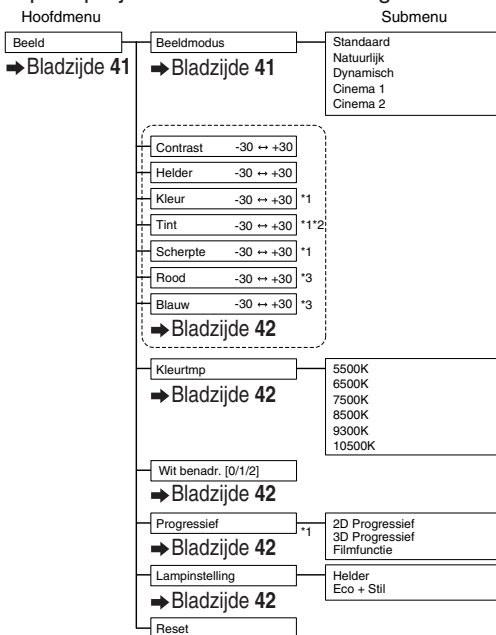 Hoofdmenu
Submenu
Beeld
➡Bladzijde 41
Beeldmodus
➡Bladzijde 41
Standaard
Natuurlijk
Dynamisch
Cinema 1
Cinema 2
Contrast -30 ↔ +30
Helder -30 ↔ +30
Kleur -30 ↔ +30 *1
Tint -30 ↔ +30 *1*2
Scherpte -30 ↔ +30 *1
Rood -30 ↔ +30 *3
Blauw -30 ↔ +30 *3
➡Bladzijde 42
Kleurtmp
➡Bladzijde 42
5500K
6500K
7500K
8500K
9300K
10500K
Wit benadr. [0/1/2]
➡Bladzijde 42
Progressief *1
➡Bladzijde 42
2D Progressief
3D Progressief
Filmfunctie
Lampinstelling
➡Bladzijde 42
Helder
Eco + Stil
Reset